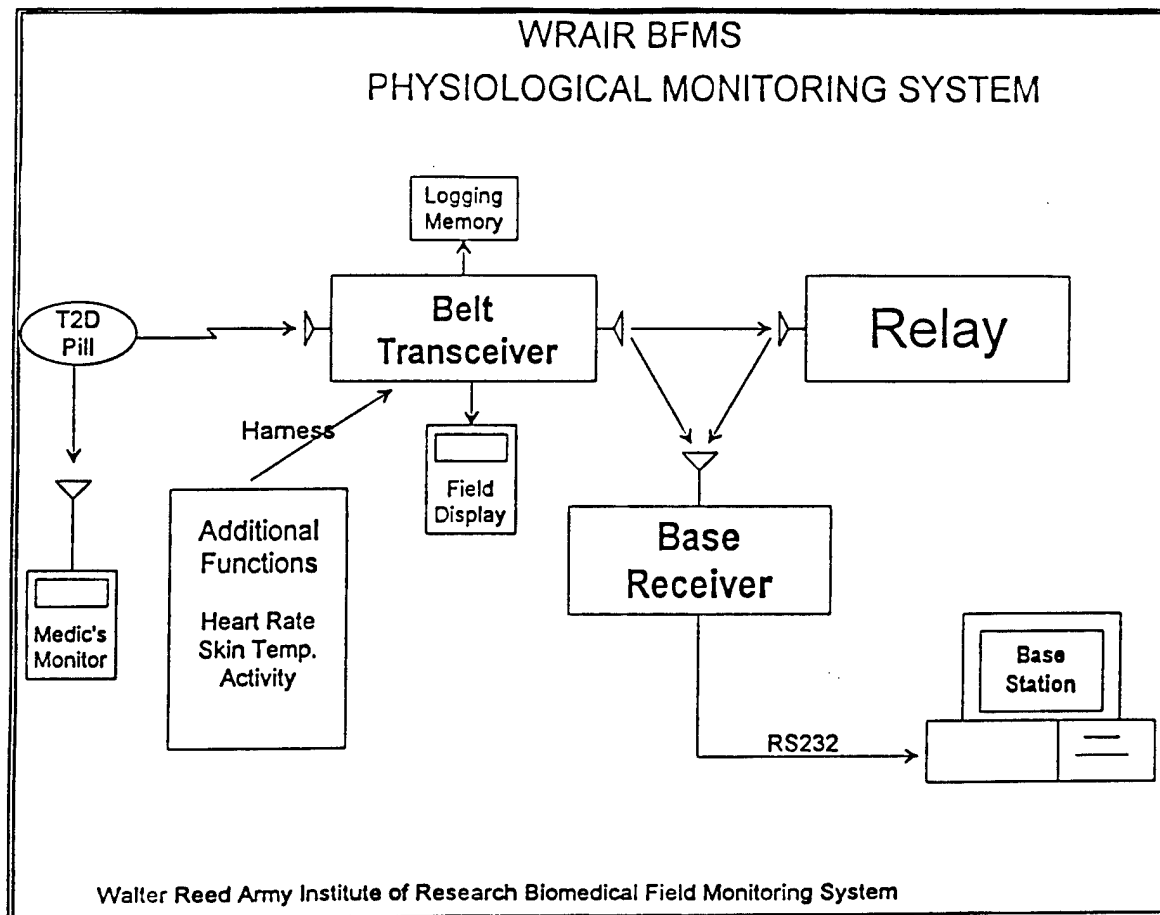 WRAIR BFMS
PHYSIOLOGICAL MONITORING SYSTEM
Logging
Memory
T2D
Pill
Belt
Transceiver
Relay
Harness
Field
Display
Additional
Functions
Heart Rate
Skin Temp.
Activity
Medic's
Monitor
Base
Receiver
Base
Station
RS232
Walter Reed Army Institute of Research Biomedical Field Monitoring System